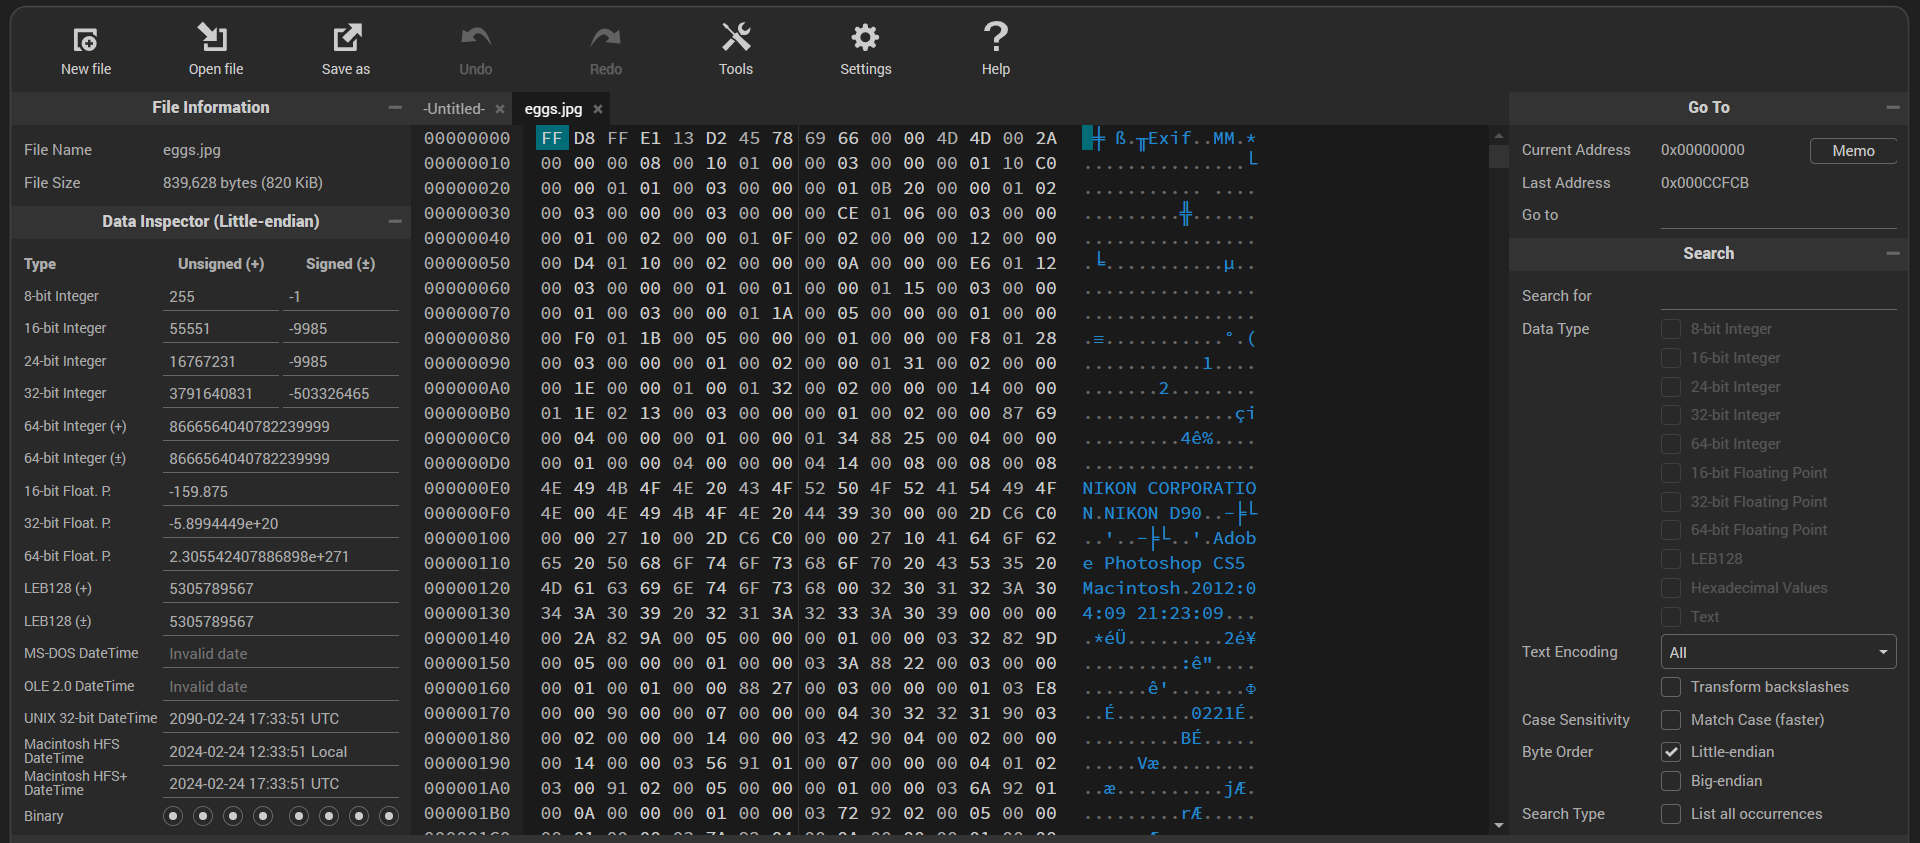 New file Open file Save as Undo Redo Tools Settings Help
File Information
File Name eggs.jpg
File Size 839,628 bytes (820 KiB)
Data Inspector (Little-endian)
Type Unsigned (+) Signed (±)
8-bit Integer 255 -1
16-bit Integer 55551 -9985
24-bit Integer 16767231 -9985
32-bit Integer 3791640831 -503326465
64-bit Integer (+) 8666564040782239999
64-bit Integer (±) 8666564040782239999
16-bit Float. P. -159.875
32-bit Float. P. -5.8994449e+20
64-bit Float. P. 2.305542407886898e+271
LEB128 (+) 5305789567
LEB128 (±) 5305789567
MS-DOS DateTime Invalid date
OLE 2.0 DateTime Invalid date
UNIX 32-bit DateTime 2090-02-24 17:33:51 UTC
Macintosh HFS
DateTime 2024-02-24 12:33:51 Local
Macintosh HFS+
DateTime 2024-02-24 17:33:51 UTC
Binary
-Untitled- × eggs.jpg ×
00000000 FF D8 FF E1 13 D2 45 78 69 66 00 00 4D 4D 00 2A ╪ ß.╥Exif..MM.*
00000010 00 00 00 08 00 10 01 00 00 03 00 00 00 01 10 C0 ...............└
00000020 00 00 01 01 00 03 00 00 00 01 0B 20 00 00 01 02 ........... ....
00000030 00 03 00 00 00 03 00 00 00 CE 01 06 00 03 00 00 .........╬......
00000040 00 01 00 02 00 00 01 0F 00 02 00 00 00 12 00 00 ................
00000050 00 D4 01 10 00 02 00 00 00 0A 00 00 00 E6 01 12 .╘...........µ..
00000060 00 03 00 00 00 01 00 01 00 00 01 15 00 03 00 00 ................
00000070 00 01 00 03 00 00 01 1A 00 05 00 00 00 01 00 00 ................
00000080 00 F0 01 1B 00 05 00 00 00 01 00 00 00 F8 01 28 .≡...........°.(
00000090 00 03 00 00 00 01 00 02 00 00 01 31 00 02 00 00 ...........1....
000000A0 00 1E 00 00 01 00 01 32 00 02 00 00 00 14 00 00 .......2........
000000B0 01 1E 02 13 00 03 00 00 00 01 00 02 00 00 87 69 ..............çi
000000C0 00 04 00 00 00 01 00 00 01 34 88 25 00 04 00 00 .........4ê%....
000000D0 00 01 00 00 04 00 00 00 04 14 00 08 00 08 00 08 ................
000000E0 4E 49 4B 4F 4E 20 43 4F 52 50 4F 52 41 54 49 4F NIKON CORPORATIO
000000F0 4E 00 4E 49 4B 4F 4E 20 44 39 30 00 00 2D C6 C0 N.NIKON D90..-╞└
00000100 00 00 27 10 00 2D C6 C0 00 00 27 10 41 64 6F 62 ..'..-╞└..'.Adob
00000110 65 20 50 68 6F 74 6F 73 68 6F 70 20 43 53 35 20 e Photoshop CS5
00000120 4D 61 63 69 6E 74 6F 73 68 00 32 30 31 32 3A 30 Macintosh.2012:0
00000130 34 3A 30 39 20 32 31 3A 32 33 3A 30 39 00 00 00 4:09 21:23:09...
00000140 00 2A 82 9A 00 05 00 00 00 01 00 00 03 32 82 9D .*éÜ.........2é¥
00000150 00 05 00 00 00 01 00 00 03 3A 88 22 00 03 00 00 .........:ê"....
00000160 00 01 00 01 00 00 88 27 00 03 00 00 00 01 03 E8 ......ê'.......Φ
00000170 00 00 90 00 00 07 00 00 00 04 30 32 32 31 90 03 ..É.......0221É.
00000180 00 02 00 00 00 14 00 00 03 42 90 04 00 02 00 00 .........BÉ.....
00000190 00 14 00 00 03 56 91 01 00 07 00 00 00 04 01 02 .....Væ.........
000001A0 03 00 91 02 00 05 00 00 00 01 00 00 03 6A 92 01 ..æ..........jÆ.
000001B0 00 0A 00 00 00 01 00 00 03 72 92 02 00 05 00 00 .........rÆ.....
Go To
Current Address 0x00000000 Memo
Last Address 0x000CCFCB
Go to
Search
Search for
Data Type 8-bit Integer
16-bit Integer
24-bit Integer
32-bit Integer
64-bit Integer
16-bit Floating Point
32-bit Floating Point
64-bit Floating Point
LEB128
Hexadecimal Values
Text
Text Encoding All
Transform backslashes
Case Sensitivity Match Case (faster)
Byte Order Little-endian
Big-endian
Search Type List all occurrences